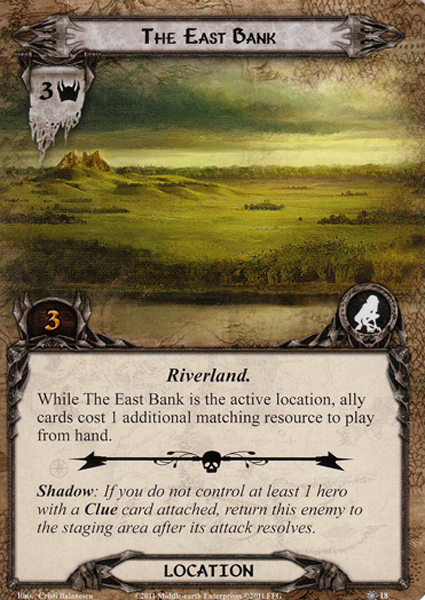 THE EAST BANK
3
3
Riverland.
While The East Bank is the active location, ally
cards cost 1 additional matching resource to play
from hand.
Shadow: If you do not control at least 1 hero
with a Clue card attached, return this enemy to
the staging area after its attack resolves.
LOCATION
Illus. Cristi Balanescu ©2011 Middle-earth Enterprises ©2011 FFG 18